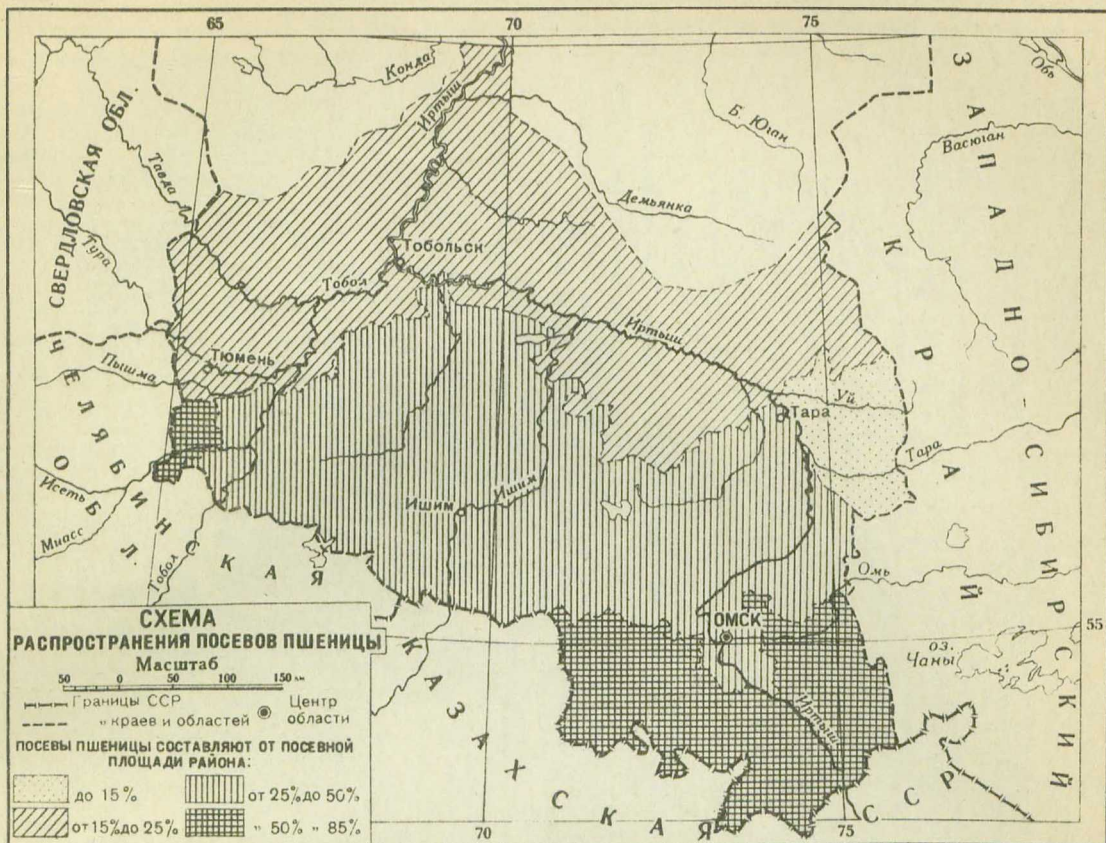 65 70 75
СВЕРДЛОВСКАЯ ОБЛ.
ЧЕЛЯБИНСКАЯ
ОБЛ.
ЗАПАДНО-СИБИРСКИЙ
КРАЙ
КАЗАХСКАЯ ССР
Конда
Иртыш
Обь
Б. Юган
Васюган
Тавда
Демьянка
Тура
Тобольск
Тобол
Иртыш
Тюмень
Пышма
Уй
Тара
Тара
Исеть
Ишим
Ишим
Миасс
Тобол
Омь
ОМСК
55
оз.
Чаны
Иртыш
СХЕМА
РАСПРОСТРАНЕНИЯ ПОСЕВОВ ПШЕНИЦЫ
Масштаб
50 0 50 100 150 км
Границы ССР
„ краев и областей
Центр
области
ПОСЕВЫ ПШЕНИЦЫ СОСТАВЛЯЮТ ОТ ПОСЕВНОЙ
ПЛОЩАДИ РАЙОНА:
до 15% от 25% до 50%
от 15% до 25% „ 50% „ 85%
70 75